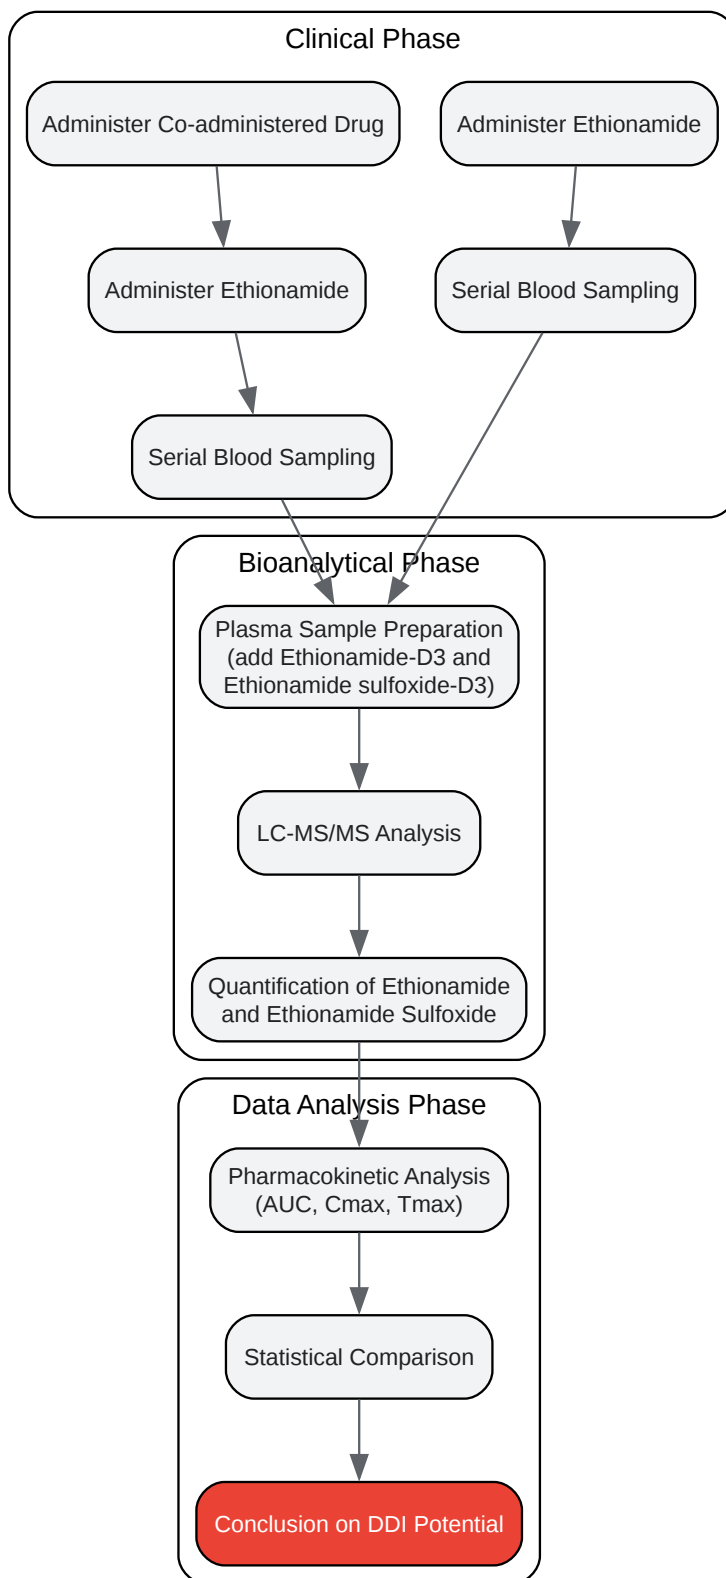 Clinical Phase
Administer Co-administered Drug
Administer Ethionamide
Administer Ethionamide
Serial Blood Sampling
Serial Blood Sampling
Bioanalytical Phase
Plasma Sample Preparation
(add Ethionamide-D3 and
Ethionamide sulfoxide-D3)
LC-MS/MS Analysis
Quantification of Ethionamide
and Ethionamide Sulfoxide
Data Analysis Phase
Pharmacokinetic Analysis
(AUC, Cmax, Tmax)
Statistical Comparison
Conclusion on DDI Potential